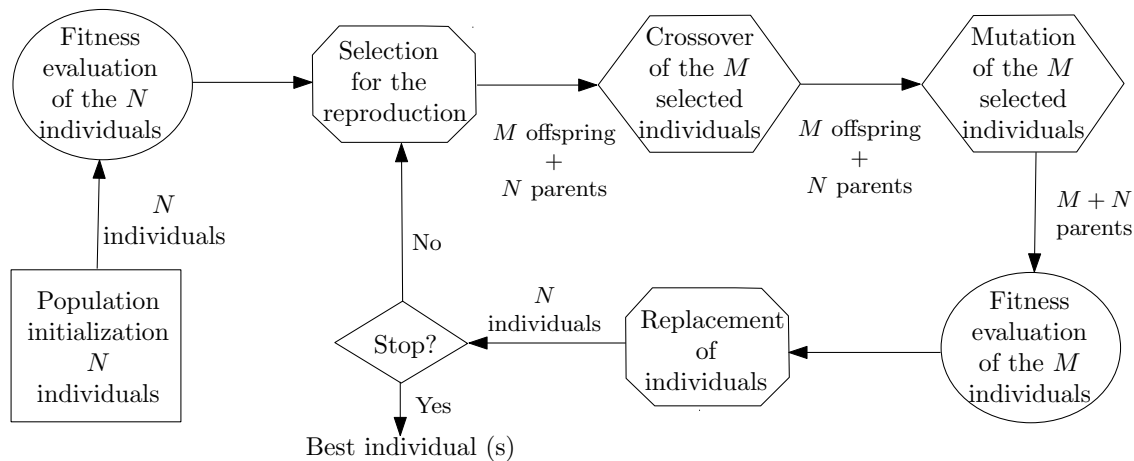 Fitness
evaluation
of the N
individuals
Selection
for the
reproduction
Crossover
of the M
selected
individuals
Mutation
of the M
selected
individuals
M offspring
+
N parents
M offspring
+
N parents
M + N
parents
N
individuals
No
Population
initialization
N
individuals
Stop?
N
individuals
Replacement
of
individuals
Fitness
evaluation
of the M
individuals
Yes
Best individual (s)